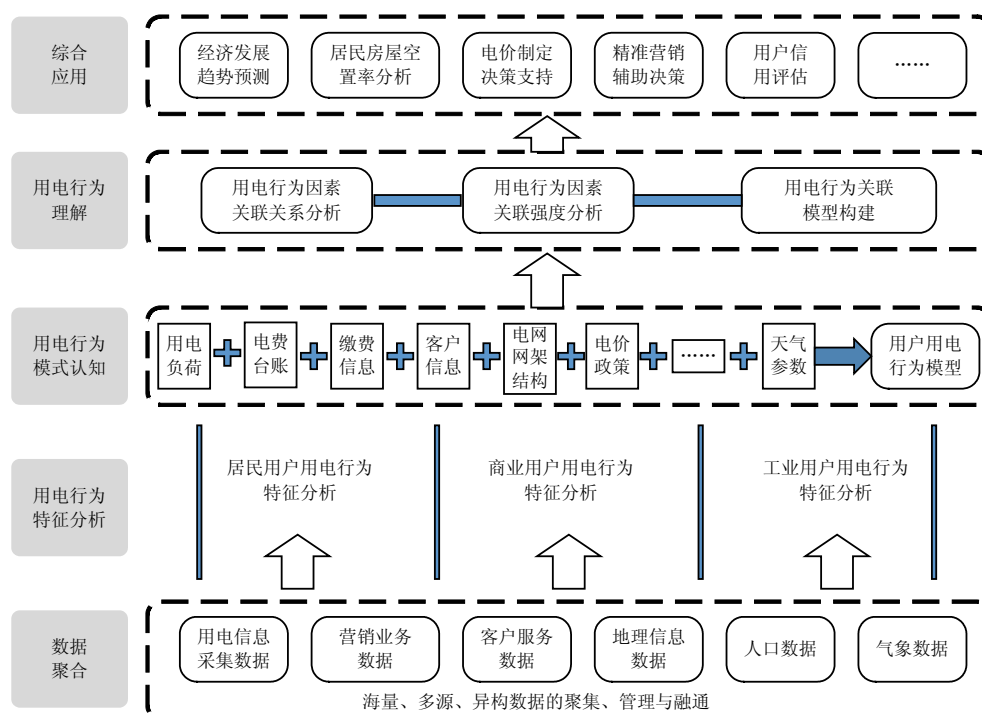 综合
应用
经济发展
趋势预测
居民房屋空
置率分析
电价制定
决策支持
精准营销
辅助决策
用户信
用评估
……
用电行为
理解
用电行为因素
关联关系分析
用电行为因素
关联强度分析
用电行为关联
模型构建
用电行为
模式认知
用电
负荷
电费
台账
缴费
信息
客户
信息
电网
网架
结构
电价
政策
……
天气
参数
用户用电
行为模型
用电行为
特征分析
居民用户用电行为
特征分析
商业用户用电行为
特征分析
工业用户用电行为
特征分析
数据
聚合
用电信息
采集数据
营销业务
数据
客户服务
数据
地理信息
数据
人口数据
气象数据
海量、多源、异构数据的聚集、管理与融通